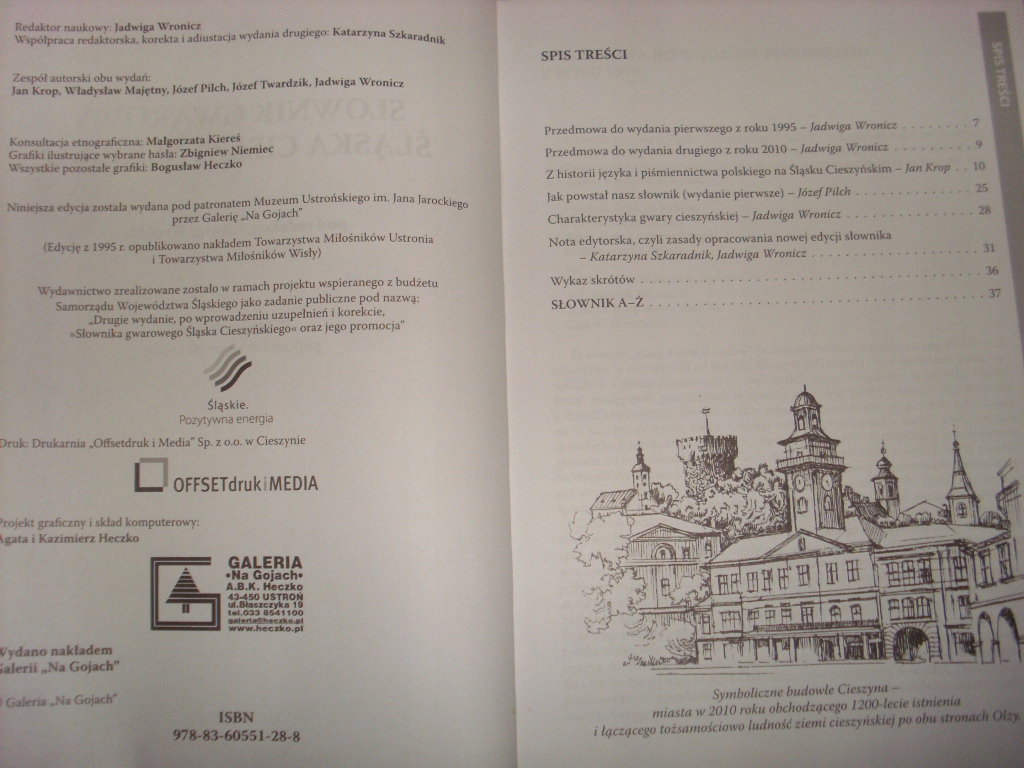 Redaktor naukowy: Jadwiga Wronicz
Współpraca redaktorska, korekta i adiustacja wydania drugiego: Katarzyna Szkaradnik
Zespół autorski obu wydań:
Jan Krop, Władysław Majętny, Józef Pilch, Józef Twardzik, Jadwiga Wronicz
Konsultacja etnograficzna: Małgorzata Kiereś
Grafiki ilustrujące wybrane hasła: Zbigniew Niemiec
Wszystkie pozostałe grafiki: Bogusław Heczko
Niniejsza edycja została wydana pod patronatem Muzeum Ustrońskiego im. Jana Jarockiego
przez Galerię „Na Gojach"
(Edycję z 1995 r. opublikowano nakładem Towarzystwa Miłośników Ustronia
i Towarzystwa Miłośników Wisły)
Wydawnictwo zrealizowane zostało w ramach projektu wspieranego z budżetu
Samorządu Województwa Śląskiego jako zadanie publiczne pod nazwą:
„Drugie wydanie, po wprowadzeniu uzupełnień i korekcie,
»Słownika gwarowego Śląska Cieszyńskiego« oraz jego promocja"
Śląskie.
Pozytywna energia
Druk: Drukarnia „Offsetdruk i Media" Sp. z o.o. w Cieszynie
OFFSETdrukiMEDIA
Projekt graficzny i skład komputerowy:
Agata i Kazimierz Heczko
GALERIA
•Na Gojach•
A.B.K. Heczko
43-450 USTROŃ
ul.Błaszczyka 19
tel.033 8541100
galeria@heczko.pl
www.heczko.pl
Wydano nakładem
Galerii „Na Gojach"
© Galeria „Na Gojach"
ISBN
978-83-60551-28-8
SPIS TREŚCI
SPIS TREŚCI
Przedmowa do wydania pierwszego z roku 1995 – Jadwiga Wronicz . . . . . . . . 7
Przedmowa do wydania drugiego z roku 2010 – Jadwiga Wronicz . . . . . . . . . 9
Z historii języka i piśmiennictwa polskiego na Śląsku Cieszyńskim – Jan Krop . . 10
Jak powstał nasz słownik (wydanie pierwsze) – Józef Pilch . . . . . . . . . . . . . 25
Charakterystyka gwary cieszyńskiej – Jadwiga Wronicz . . . . . . . . . . . . . . 28
Nota edytorska, czyli zasady opracowania nowej edycji słownika
– Katarzyna Szkaradnik, Jadwiga Wronicz . . . . . . . . . . . . . . . . . . . 31
Wykaz skrótów . . . . . . . . . . . . . . . . . . . . . . . . . . . . . . . . . . . . . 36
SŁOWNIK A–Ż . . . . . . . . . . . . . . . . . . . . . . . . . . . . . . . . . . . . 37
Symboliczne budowle Cieszyna –
miasta w 2010 roku obchodzącego 1200-lecie istnienia
i łączącego tożsamościowo ludność ziemi cieszyńskiej po obu stronach Olzy.